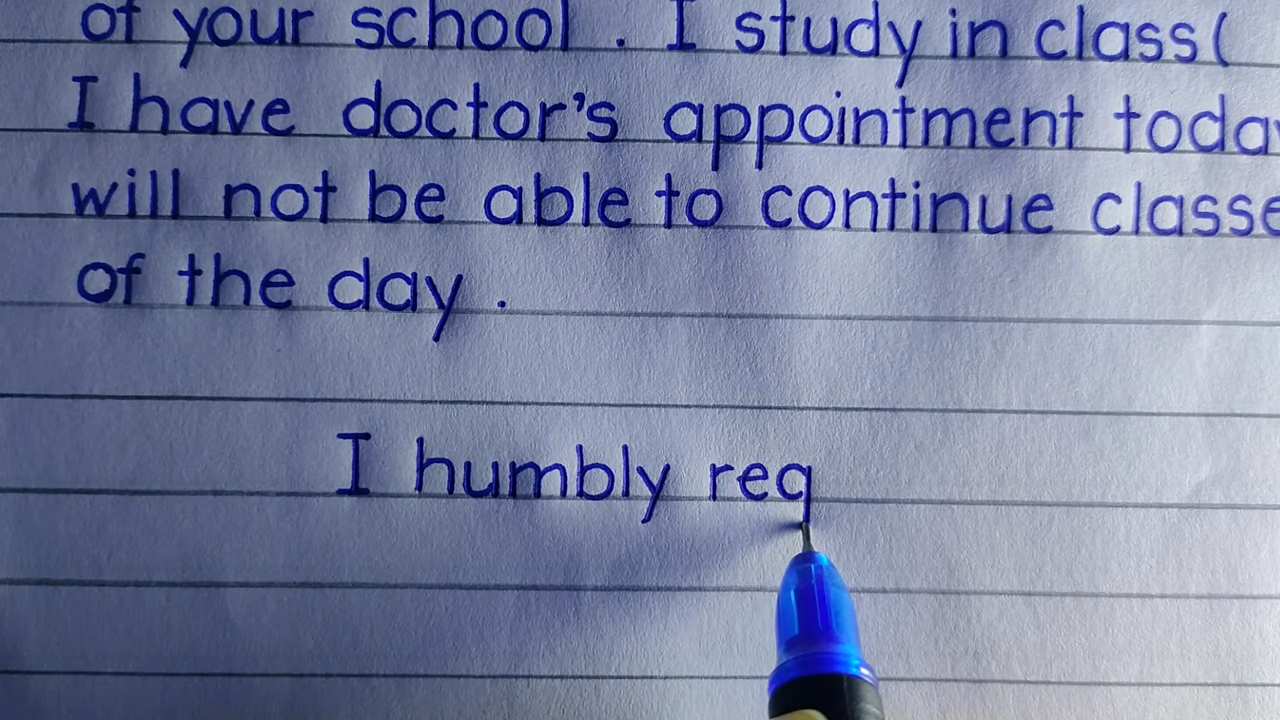 of your school . I study in class (
I have doctor's appointment today
will not be able to continue classe
of the day .
I humbly req